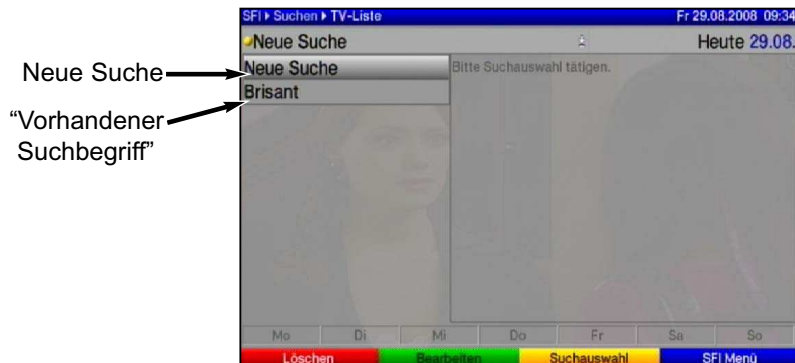 SFI ▸ Suchen ▸ TV-Liste Fr 29.08.2008 09:34
Neue Suche Heute 29.08.
Neue Suche
Neue Suche Bitte Suchauswahl tätigen.
Brisant
“Vorhandener
Suchbegriff”
Mo Di Mi Do Fr Sa So
Löschen Bearbeiten Suchauswahl SFI Menü